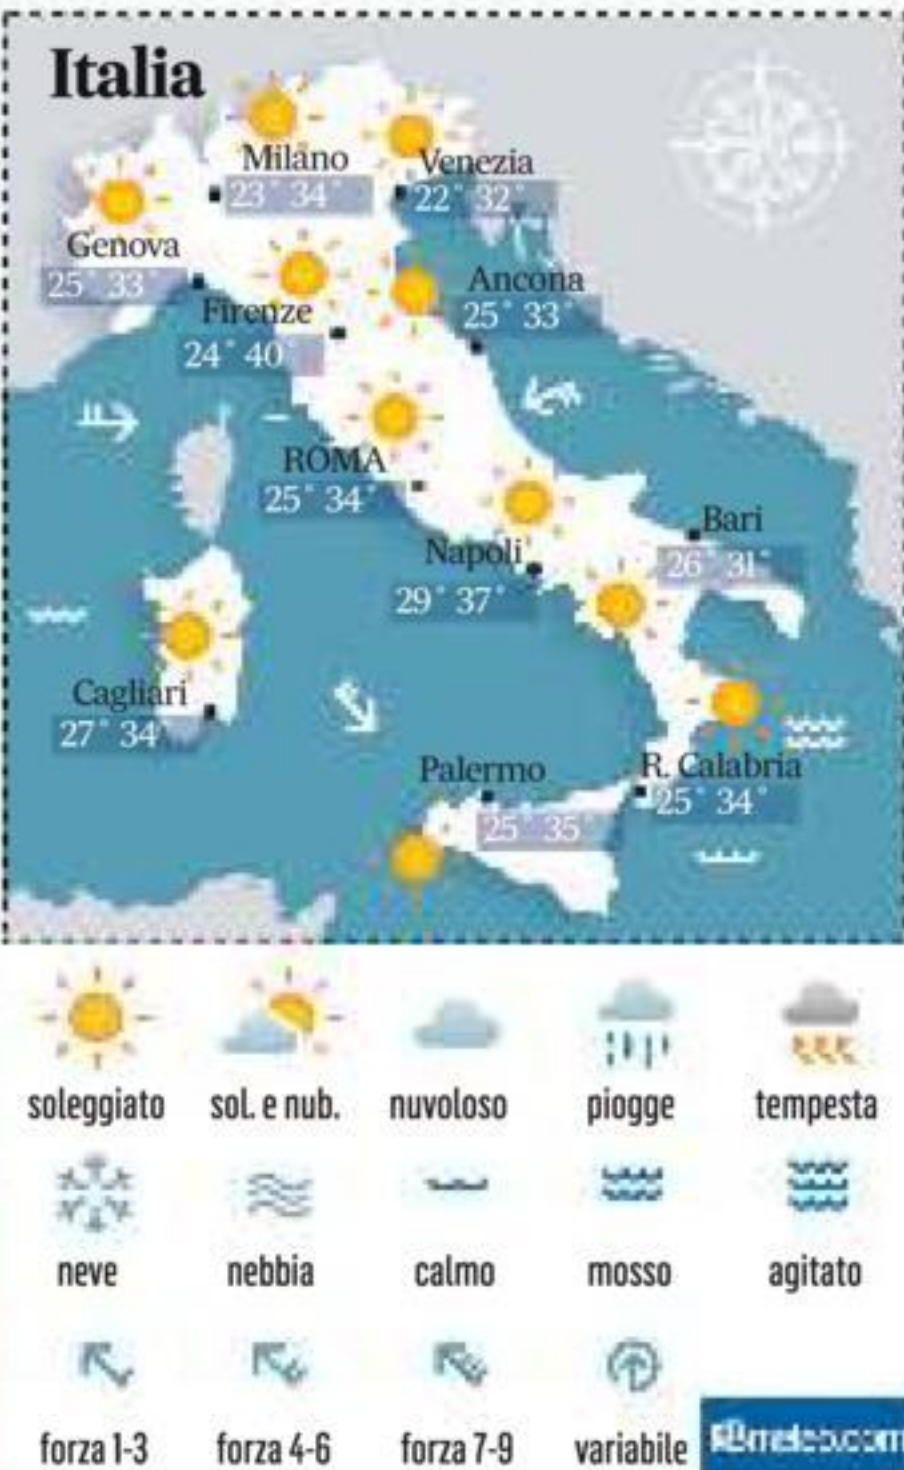 Italia
Milano
23° 34°
Venezia
22° 32°
Genova
25° 33°
Ancona
25° 33°
Firenze
24° 40°
ROMA
25° 34°
Bari
26° 31°
Napoli
29° 37°
Cagliari
27° 34°
Palermo
25° 35°
R. Calabria
25° 34°
soleggiato sol. e nub. nuvoloso piogge tempesta
neve nebbia calmo mosso agitato
forza 1-3 forza 4-6 forza 7-9 variabile